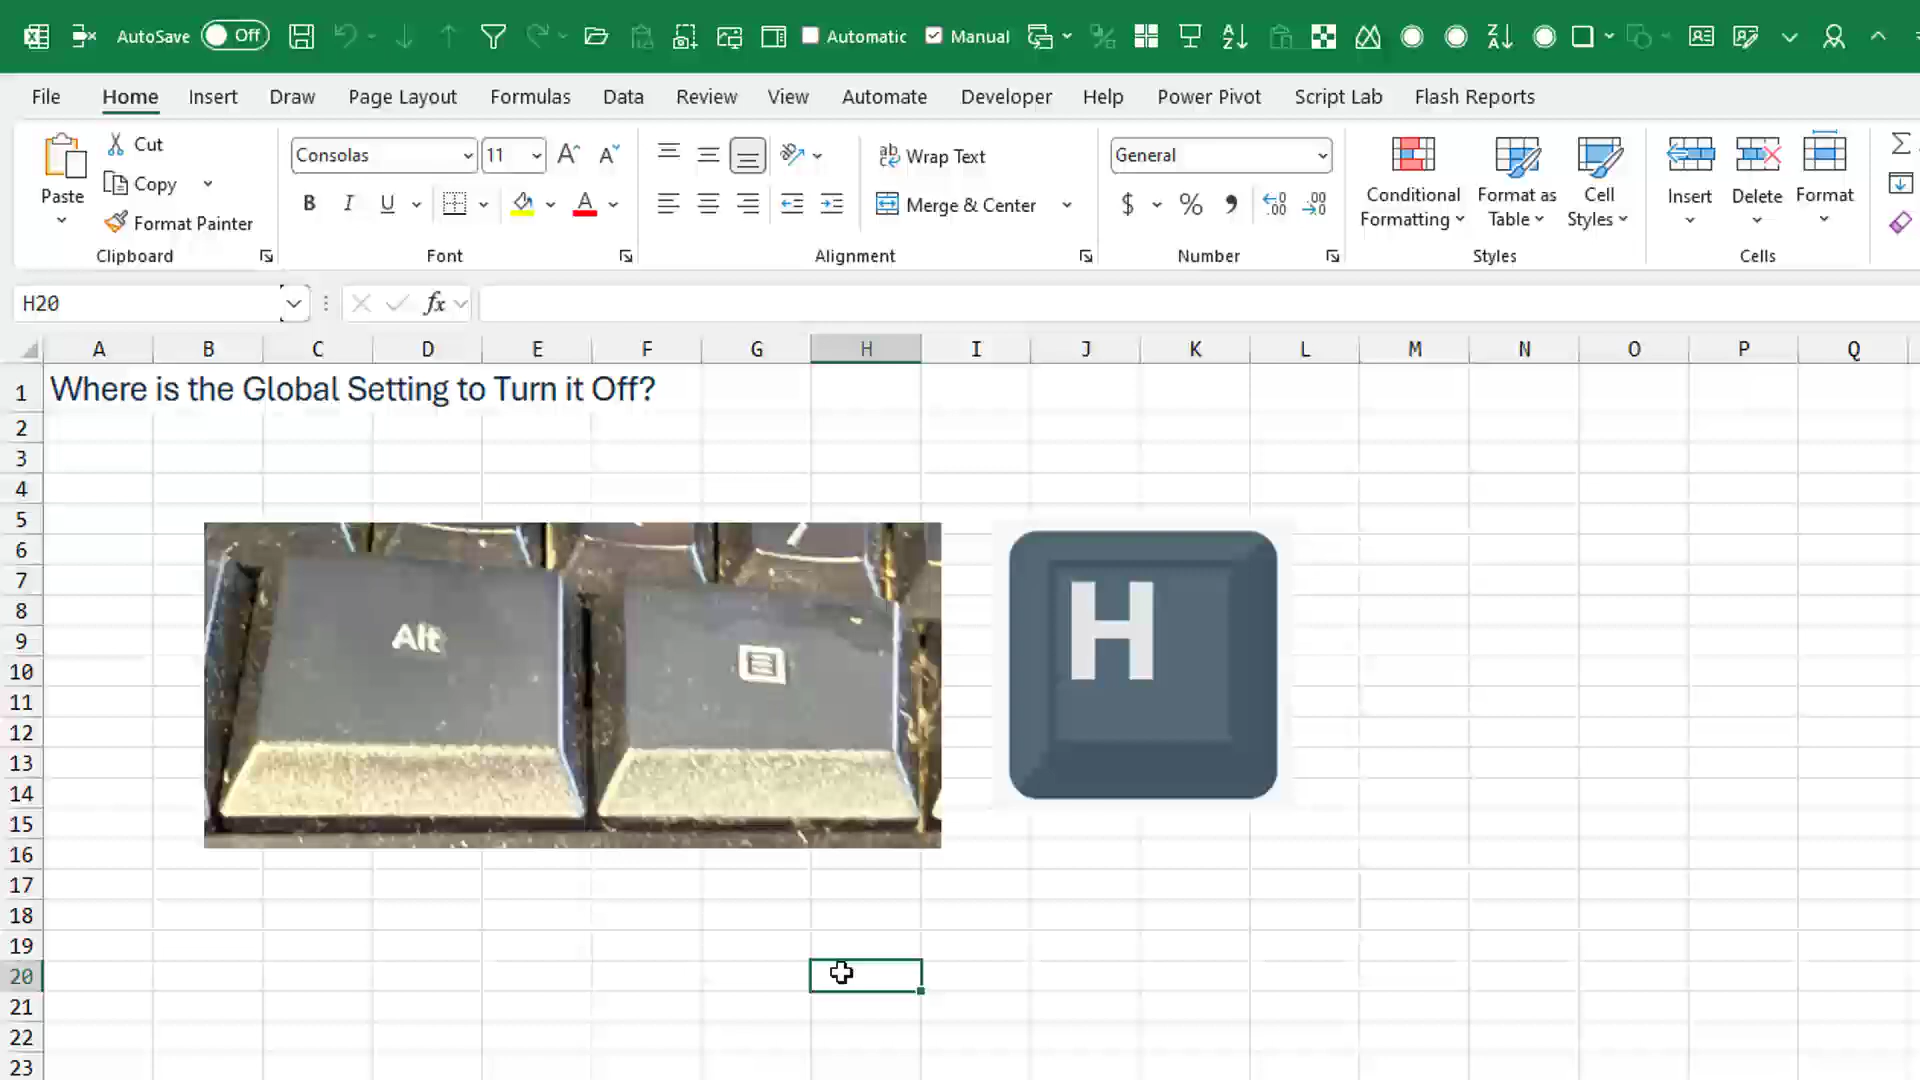 AutoSave Off Automatic Manual
File Home Insert Draw Page Layout Formulas Data Review View Automate Developer Help Power Pivot Script Lab Flash Reports
Paste
Cut
Copy
Format Painter
Clipboard
Consolas 11
B I U A
Font
Wrap Text
Merge & Center
Alignment
General
$ % 9
Number
Conditional Formatting
Format as Table
Cell Styles
Styles
Insert Delete Format
Cells
H20 fx
A B C D E F G H I J K L M N O P Q
1 Where is the Global Setting to Turn it Off?
2
3
4
5
6
7
8
9
10
11
12
13
14
15
16
17
18
19
20
21
22
23
Alt
H